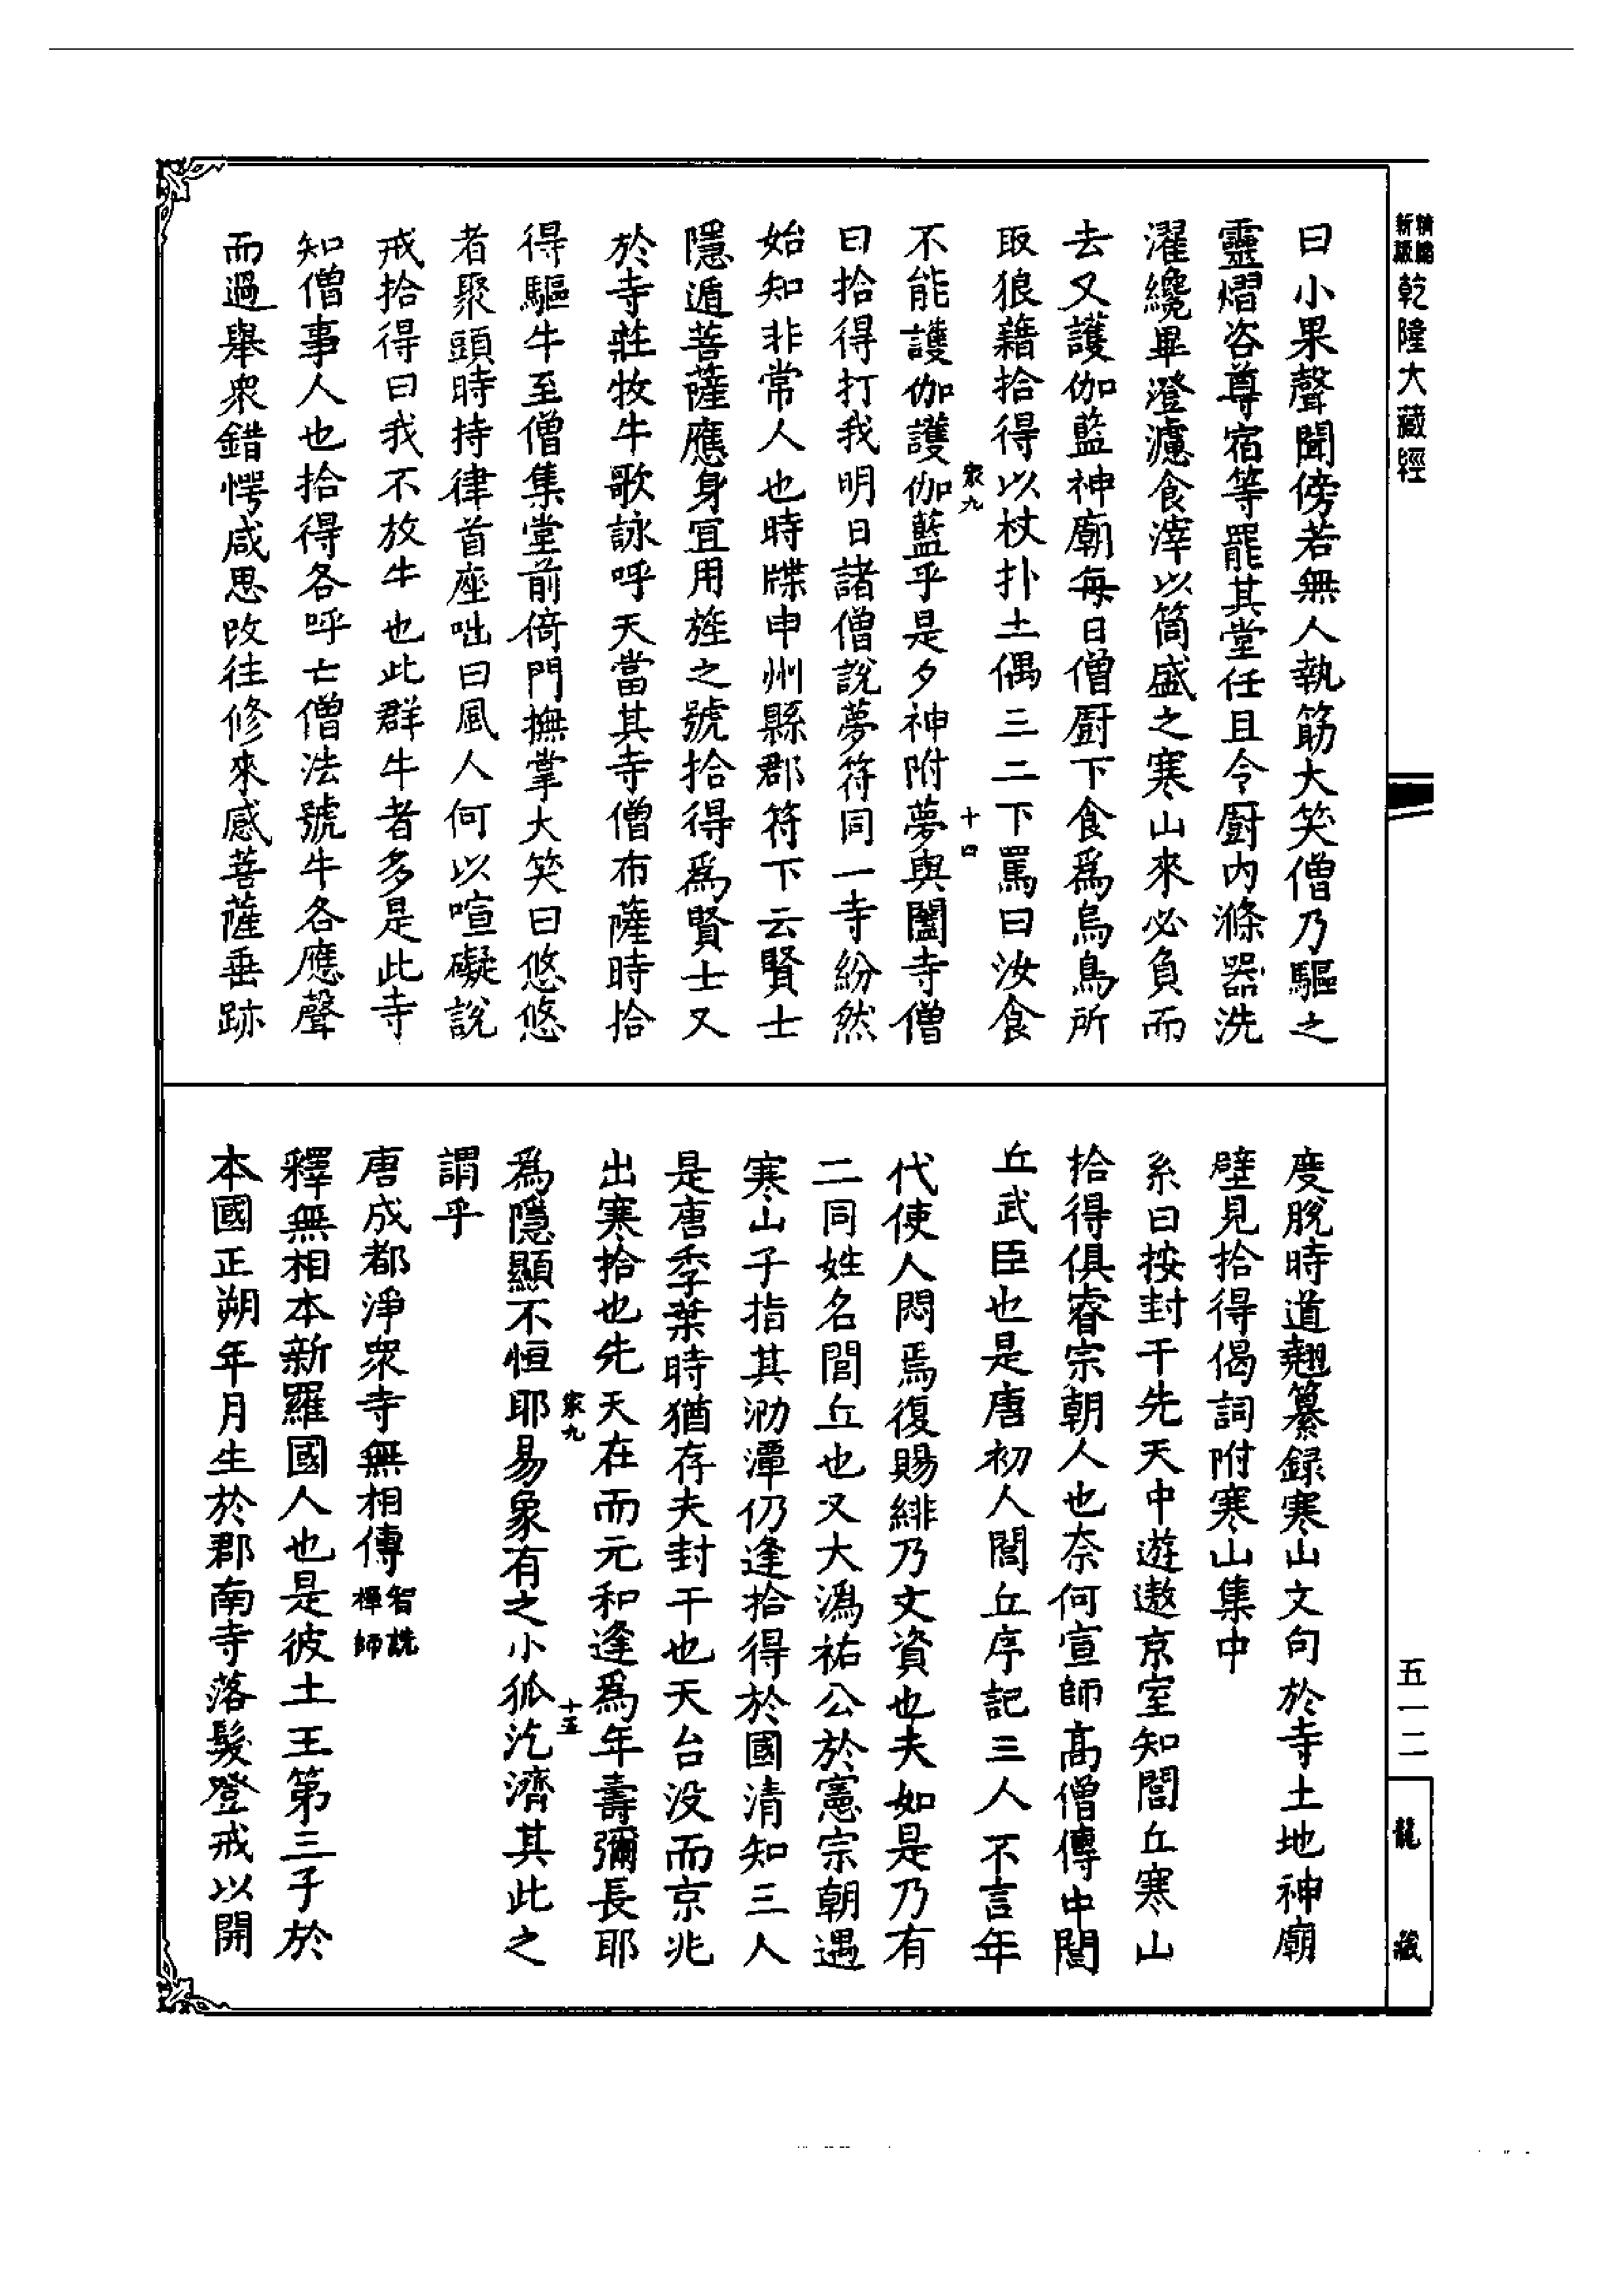 精編
新版
乾隆大藏經
曰小果聲聞傍若無人執筯大笑僧乃驅之
靈熠咨尊宿等罷其堂任且令厨内滌器洗
濯纔畢澄濾食滓以筒盛之寒山來必負而
去又護伽藍神廟每日僧厨下食爲烏鳥所
取狼藉拾得以杖扑土偶三二下罵曰汝食
家九
十四
不能護伽護伽藍乎是夕神附夢與闔寺僧
曰拾得打我明日諸僧說夢符同一寺紛然
始知非常人也時牒申州縣郡符下云賢士
隱遁菩薩應身宜用旌之號拾得爲賢士又
於寺莊牧牛歌詠呼天當其寺僧布薩時拾
得驅牛至僧集堂前倚門撫掌大笑曰悠悠
者聚頭時持律首座咄曰風人何以喧礙說
戒拾得曰我不放牛也此群牛者多是此寺
知僧事人也拾得各呼亡僧法號牛各應聲
而過舉衆錯愕咸思改往修來感菩薩垂跡
度脫時道翹纂録寒山文句於寺土地神廟
壁見拾得偈詞附寒山集中
系曰按封干先天中遊遨京室知閭丘寒山
拾得俱睿宗朝人也奈何宣師高僧傳中閭
丘武臣也是唐初人閭丘序記三人不言年
代使人悶焉復賜緋乃文資也夫如是乃有
二同姓名閭丘也又大潙祐公於憲宗朝遇
寒山子指其泐潭仍逢拾得於國清知三人
是唐季葉時猶存夫封干也天台没而京兆
出寒拾也先天在而元和逢爲年壽彌長耶
家九
十五
爲隱顯不恒耶易象有之小狐汔濟其此之
謂乎
唐成都淨衆寺無相傳智詵禪師
釋無相本新羅國人也是彼土王第三子於
本國正朔年月生於郡南寺落髮登戒以開
五一二
龍藏